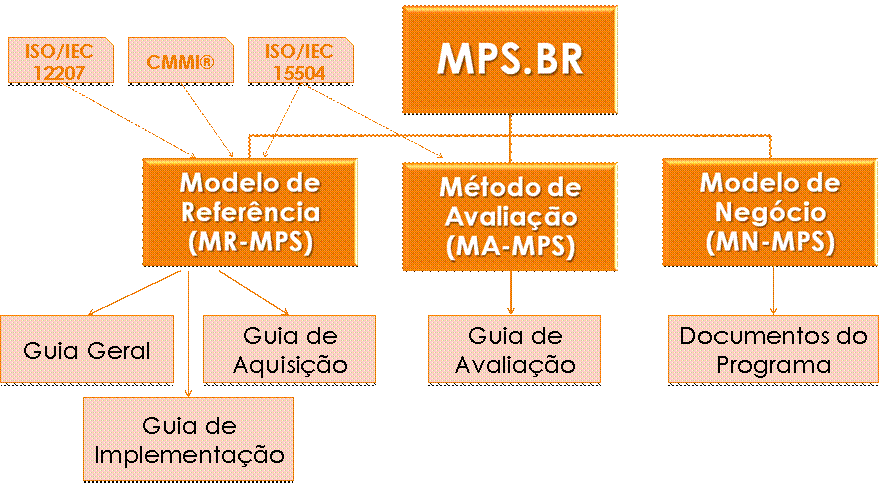 ISO/IEC
12207
CMMI®
ISO/IEC
15504
MPS.BR
Modelo de
Referência
(MR-MPS)
Método de
Avaliação
(MA-MPS)
Modelo de
Negócio
(MN-MPS)
Guia Geral
Guia de
Aquisição
Guia de
Avaliação
Documentos do
Programa
Guia de
Implementação